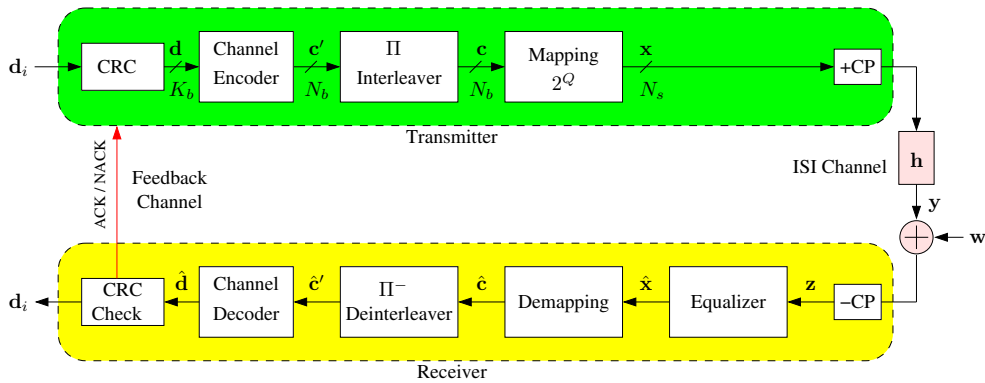 d_i
CRC
d
K_b
Channel
Encoder
c′
N_b
Π
Interleaver
c
N_b
Mapping
2^Q
x
N_s
+CP
Transmitter
ACK / NACK
Feedback
Channel
ISI Channel
h
y
w
d_i
CRC
Check
d̂
Channel
Decoder
ĉ′
Π⁻
Deinterleaver
ĉ
Demapping
x̂
Equalizer
z
−CP
Receiver